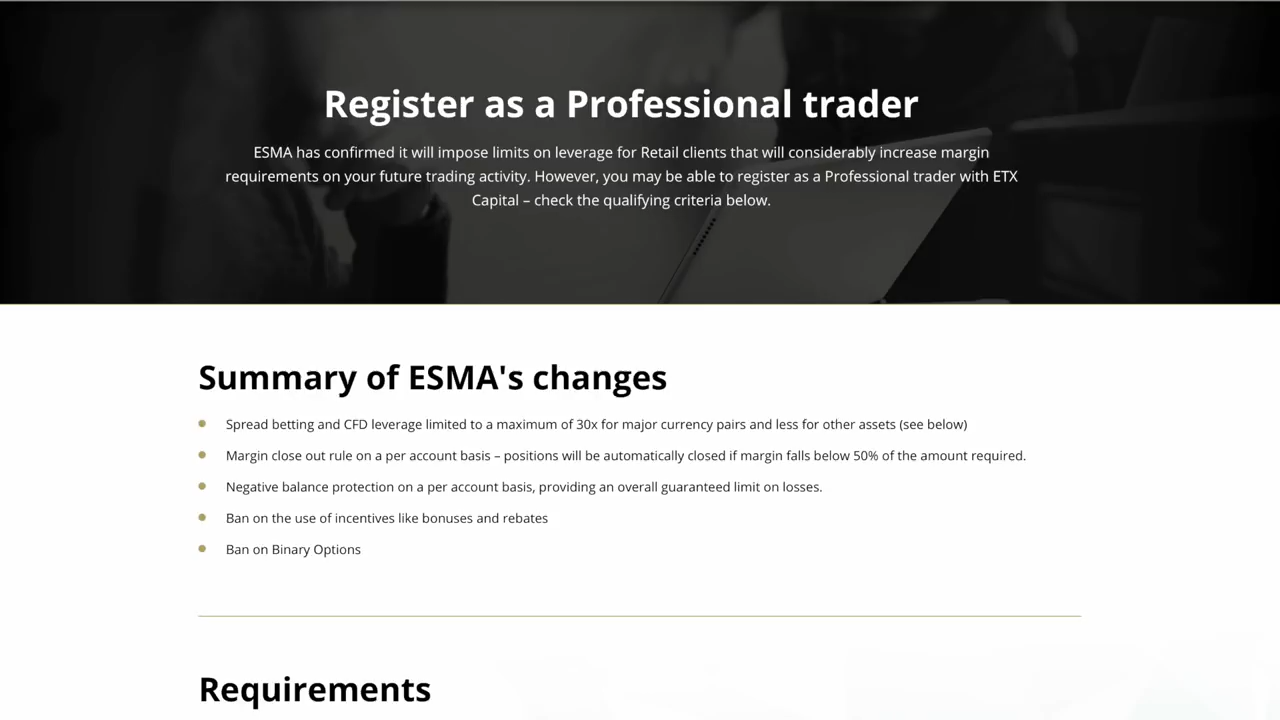 Register as a Professional trader
ESMA has confirmed it will impose limits on leverage for Retail clients that will considerably increase margin
requirements on your future trading activity. However, you may be able to register as a Professional trader with ETX
Capital – check the qualifying criteria below.
Summary of ESMA's changes
Spread betting and CFD leverage limited to a maximum of 30x for major currency pairs and less for other assets (see below)
Margin close out rule on a per account basis – positions will be automatically closed if margin falls below 50% of the amount required.
Negative balance protection on a per account basis, providing an overall guaranteed limit on losses.
Ban on the use of incentives like bonuses and rebates
Ban on Binary Options
Requirements